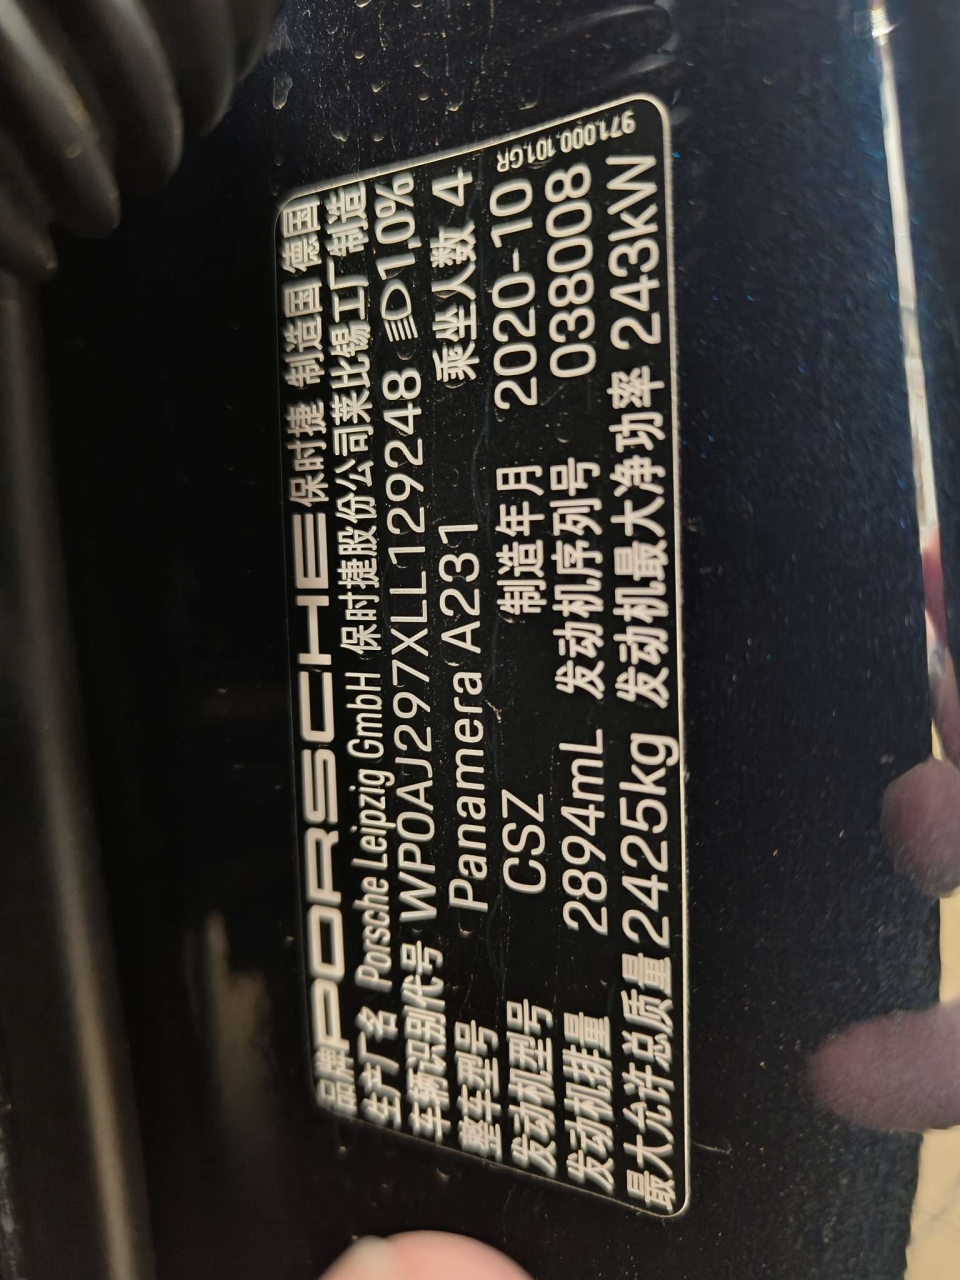 971.000.101.GR
品牌 PORSCHE 保时捷 制造国 德国
生产厂名 Porsche Leipzig GmbH 保时捷股份公司莱比锡工厂制造
车辆识别代号 WP0AJ297XLL129248 1,0%
整车型号 Panamera A231 乘坐人数 4
发动机型号 CSZ 制造年月 2020-10
发动机排量 2894mL 发动机序列号 038008
最大允许总质量 2425kg 发动机最大净功率 243kW